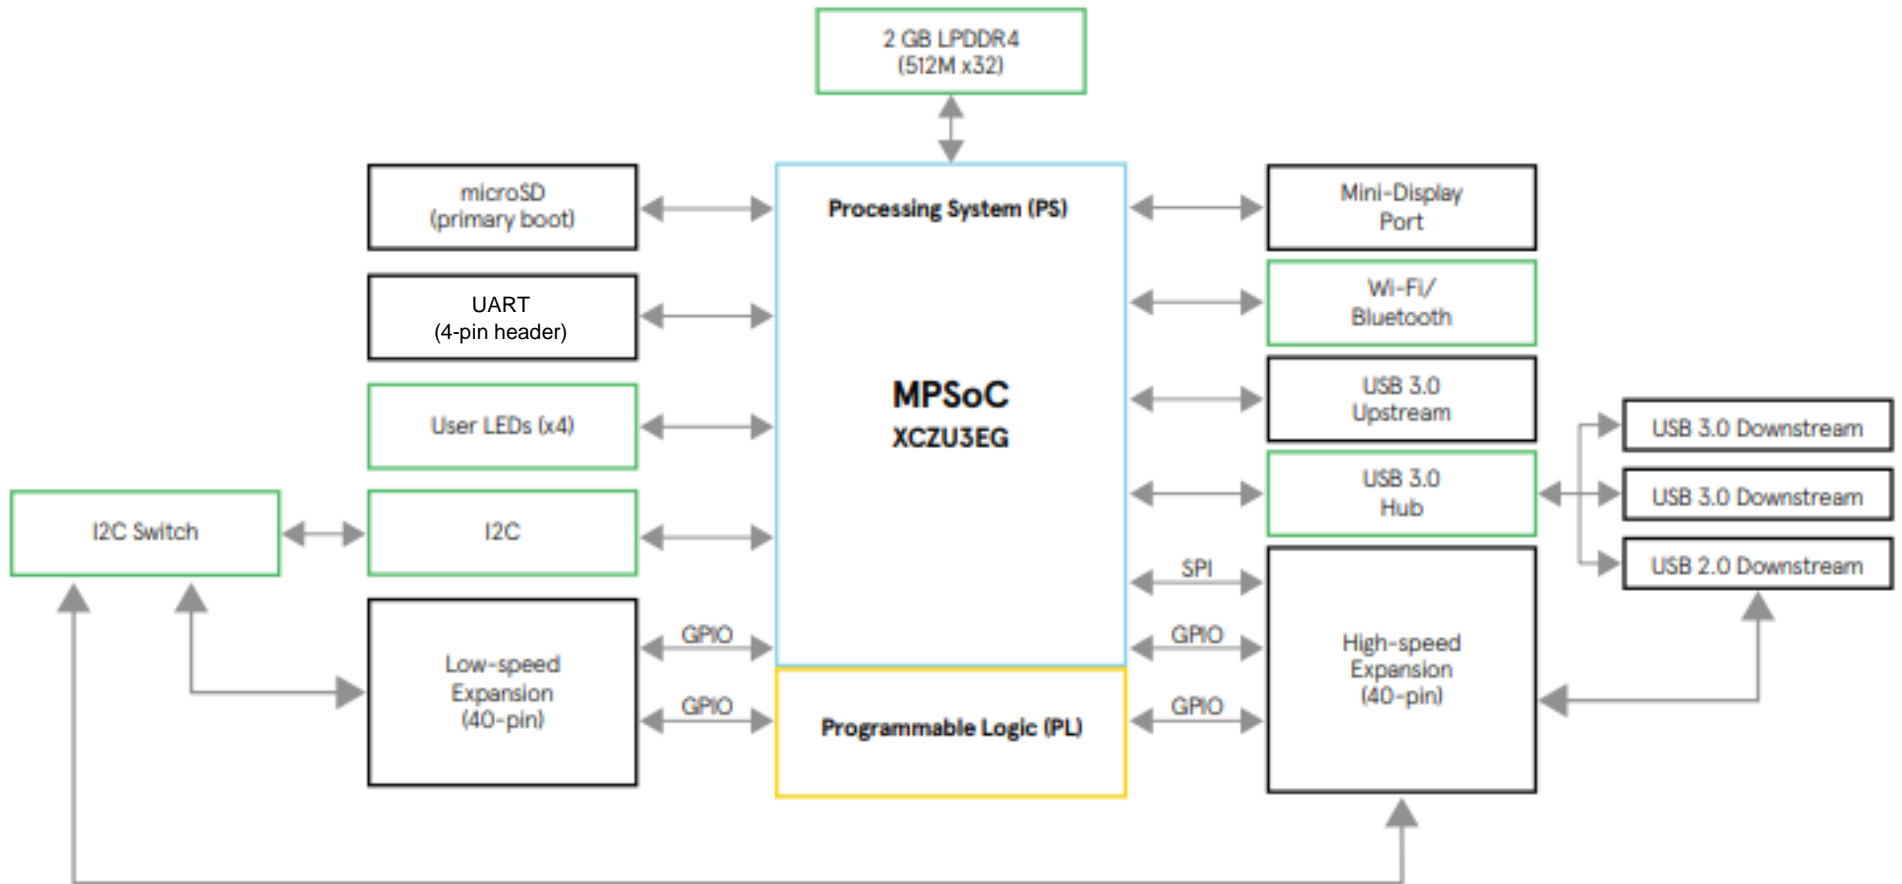 2 GB LPDDR4
(512M x32)
microSD
(primary boot)
Processing System (PS)
Mini-Display
Port
UART
(4-pin header)
Wi-Fi/
Bluetooth
MPSoC
XCZU3EG
User LEDs (x4)
USB 3.0
Upstream
USB 3.0 Downstream
I2C Switch
I2C
USB 3.0
Hub
USB 3.0 Downstream
USB 2.0 Downstream
SPI
Low-speed
Expansion
(40-pin)
GPIO
GPIO
GPIO
GPIO
High-speed
Expansion
(40-pin)
Programmable Logic (PL)